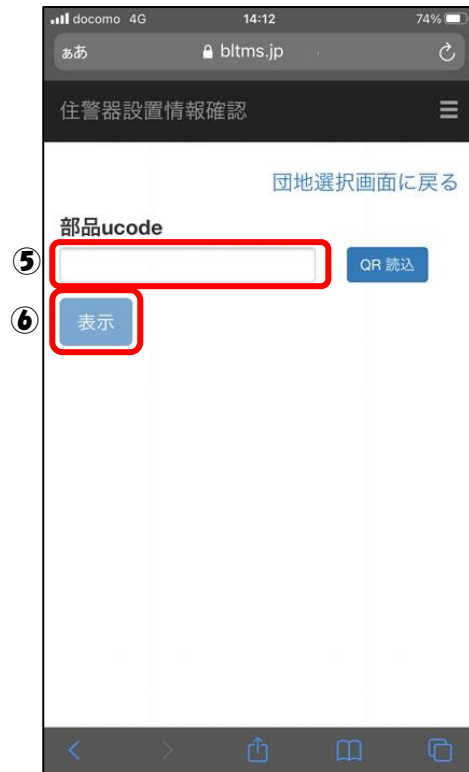 docomo 4G 14:12 74%
ぁあ bltms.jp
住警器設置情報確認
団地選択画面に戻る
部品ucode
⑤
QR 読込
⑥ 表示